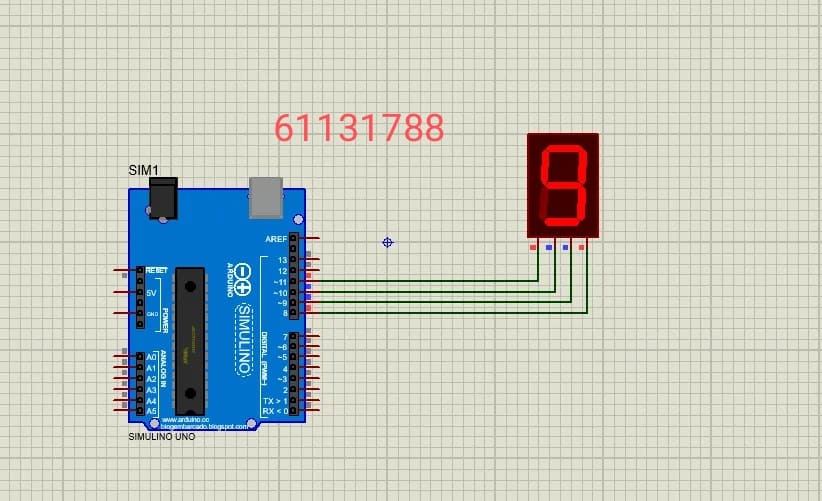 61131788
9
SIM1
AREF
13
12
~11
~10
~9
8
7
~6
~5
4
~3
2
TX > 1
RX < 0
RESET
5V
GND
POWER
A0
A1
A2
A3
A4
A5
ANALOG IN
ARDUINO
SIMULINO
DIGITAL (PWM~)
www.arduino.cc
blogembarcado.blogspot.com
SIMULINO UNO